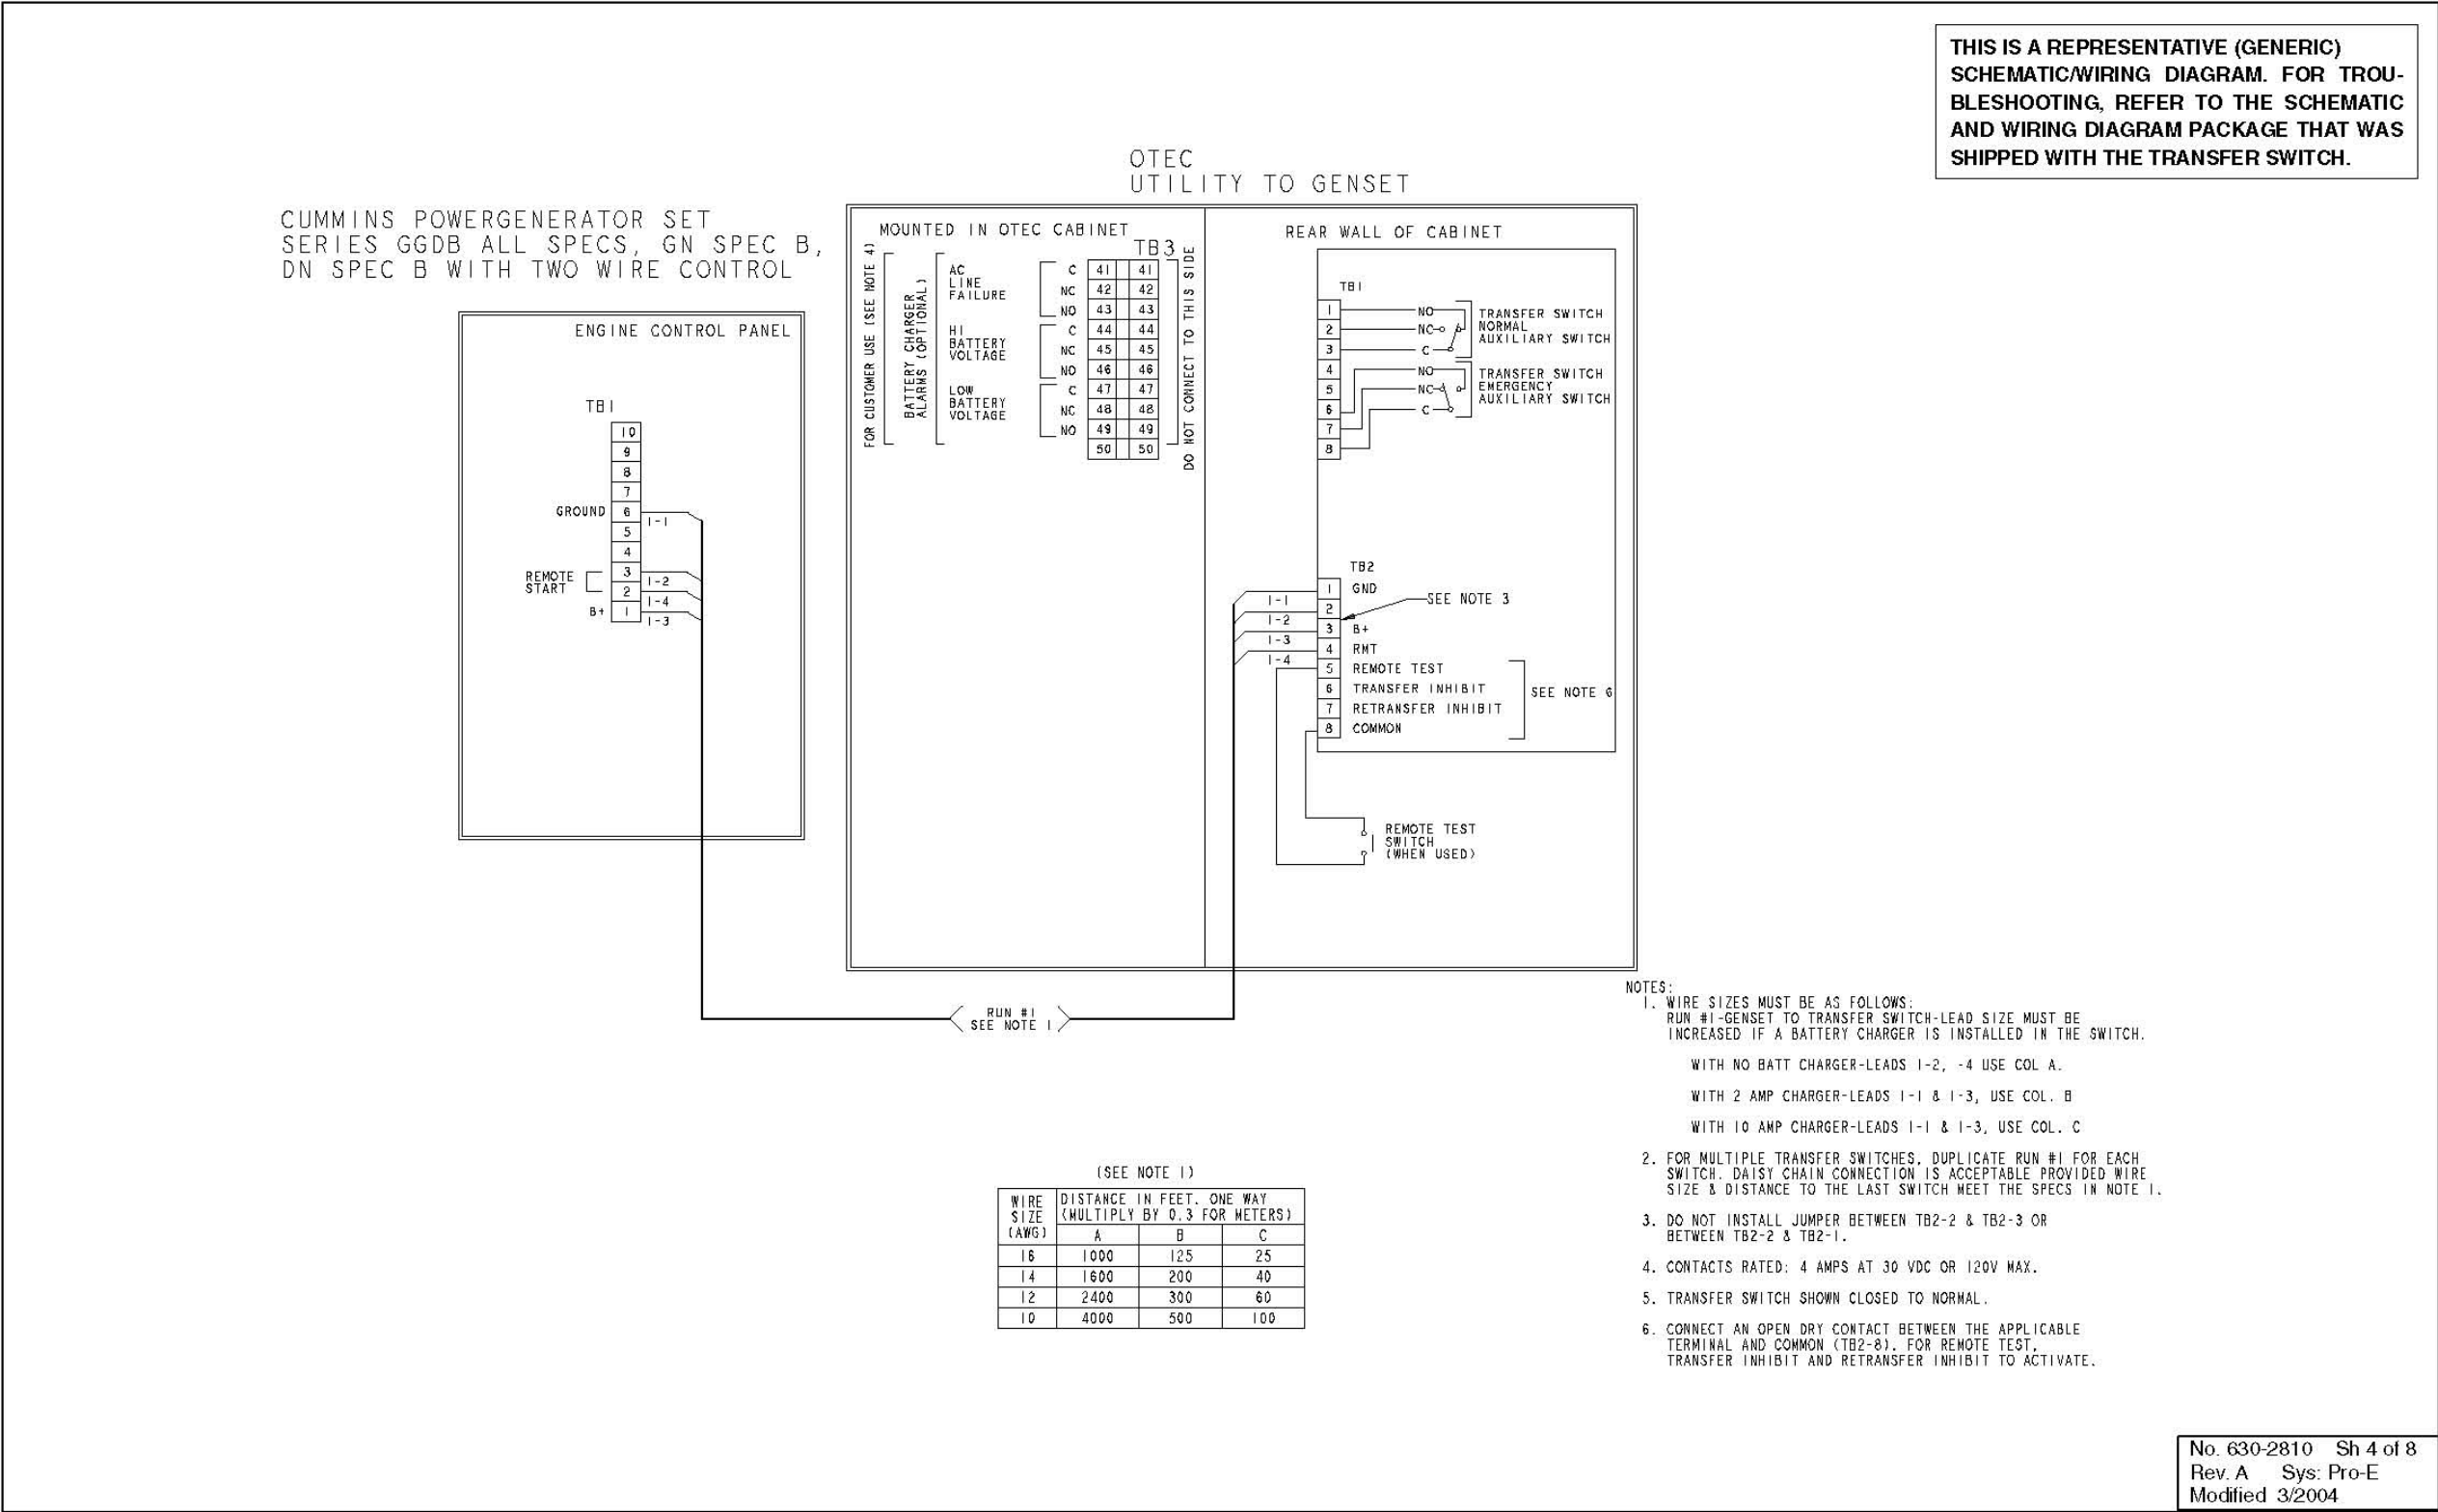 THIS IS A REPRESENTATIVE (GENERIC)
SCHEMATIC/WIRING DIAGRAM. FOR TROU-
BLESHOOTING, REFER TO THE SCHEMATIC
AND WIRING DIAGRAM PACKAGE THAT WAS
SHIPPED WITH THE TRANSFER SWITCH.
OTEC
UTILITY TO GENSET
CUMMINS POWERGENERATOR SET
SERIES GGDB ALL SPECS, GN SPEC B,
DN SPEC B WITH TWO WIRE CONTROL
ENGINE CONTROL PANEL
TB1
10
9
8
7
GROUND 6 1-1
5
4
REMOTE
START
3 1-2
2 1-4
B+ 1 1-3
MOUNTED IN OTEC CABINET
TB3
FOR CUSTOMER USE (SEE NOTE 4)
BATTERY CHARGER
ALARMS (OPTIONAL)
AC
LINE
FAILURE
C 41 41
NC 42 42
NO 43 43
HI
BATTERY
VOLTAGE
C 44 44
NC 45 45
NO 46 46
LOW
BATTERY
VOLTAGE
C 47 47
NC 48 48
NO 49 49
50 50
DO NOT CONNECT TO THIS SIDE
REAR WALL OF CABINET
TB1
1 NO
2 NC
3 C
TRANSFER SWITCH
NORMAL
AUXILIARY SWITCH
4 NO
5 NC
6 C
7
8
TRANSFER SWITCH
EMERGENCY
AUXILIARY SWITCH
TB2
1-1 1 GND
1-2 2
SEE NOTE 3
1-3 3 B+
1-4 4 RMT
5 REMOTE TEST
6 TRANSFER INHIBIT
7 RETRANSFER INHIBIT
8 COMMON
SEE NOTE 6
REMOTE TEST
SWITCH
(WHEN USED)
RUN #1
SEE NOTE 1
(SEE NOTE 1)
WIRE
SIZE
(AWG)
DISTANCE IN FEET. ONE WAY
(MULTIPLY BY 0.3 FOR METERS)
A B C
16 1000 125 25
14 1600 200 40
12 2400 300 60
10 4000 500 100
NOTES:
1. WIRE SIZES MUST BE AS FOLLOWS:
RUN #1-GENSET TO TRANSFER SWITCH-LEAD SIZE MUST BE
INCREASED IF A BATTERY CHARGER IS INSTALLED IN THE SWITCH.
WITH NO BATT CHARGER-LEADS 1-2, -4 USE COL A.
WITH 2 AMP CHARGER-LEADS 1-1 & 1-3, USE COL. B
WITH 10 AMP CHARGER-LEADS 1-1 & 1-3, USE COL. C
2. FOR MULTIPLE TRANSFER SWITCHES, DUPLICATE RUN #1 FOR EACH
SWITCH. DAISY CHAIN CONNECTION IS ACCEPTABLE PROVIDED WIRE
SIZE & DISTANCE TO THE LAST SWITCH MEET THE SPECS IN NOTE 1.
3. DO NOT INSTALL JUMPER BETWEEN TB2-2 & TB2-3 OR
BETWEEN TB2-2 & TB2-1.
4. CONTACTS RATED: 4 AMPS AT 30 VDC OR 120V MAX.
5. TRANSFER SWITCH SHOWN CLOSED TO NORMAL.
6. CONNECT AN OPEN DRY CONTACT BETWEEN THE APPLICABLE
TERMINAL AND COMMON (TB2-8). FOR REMOTE TEST,
TRANSFER INHIBIT AND RETRANSFER INHIBIT TO ACTIVATE.
No. 630-2810 Sh 4 of 8
Rev. A Sys: Pro-E
Modified 3/2004